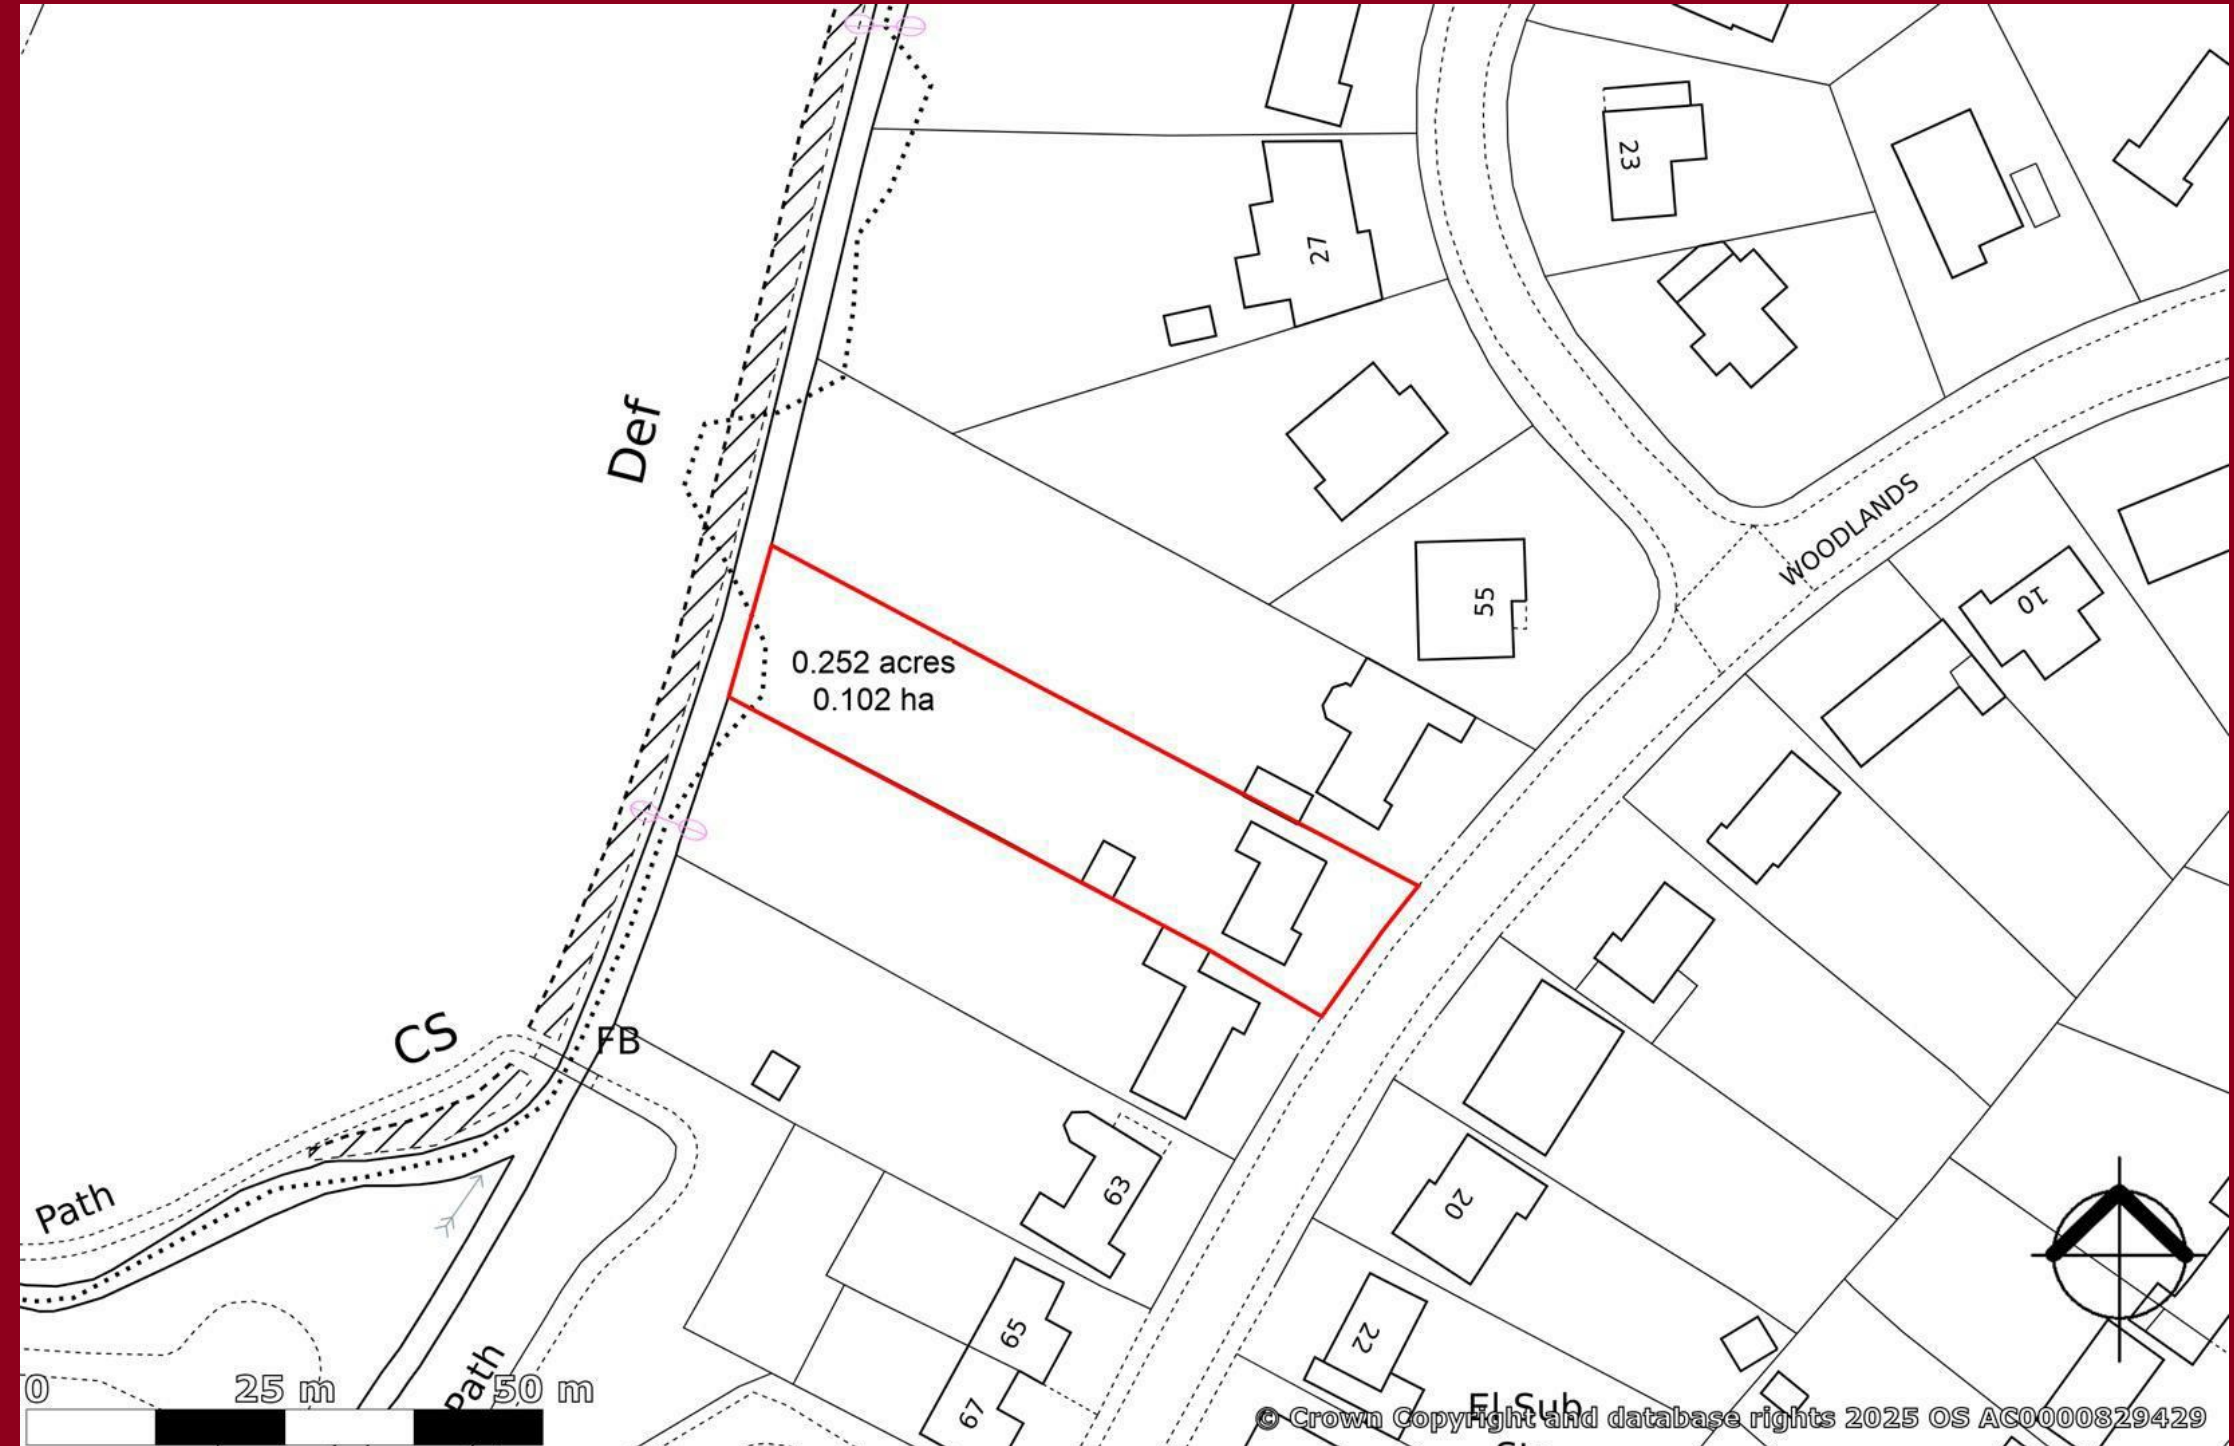 23
27
Def
WOODLANDS
55
10
0.252 acres
0.102 ha
CS
FB
63
Path
20
65
22
Path
67
0 25 m 50 m
El Sub
© Crown Copyright and database rights 2025 OS AC0000829429